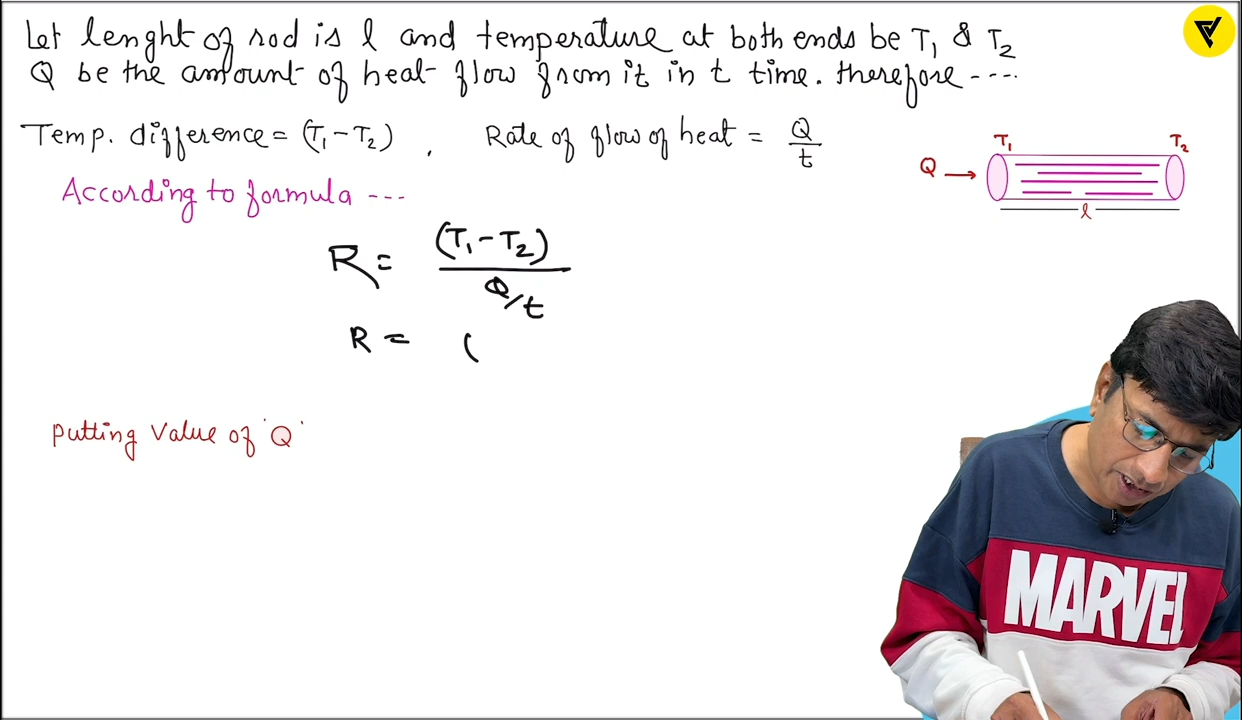 Let lenght of rod is l and temperature at both ends be T₁ & T₂
Q be the amount of heat flow from it in t time. therefore ----
Temp. difference = (T₁ - T₂) , Rate of flow of heat = Q/t
T₁ T₂
Q →
l
According to formula ---
R = (T₁ - T₂) / Q/t
R = (
Putting Value of 'Q'
MARVEL